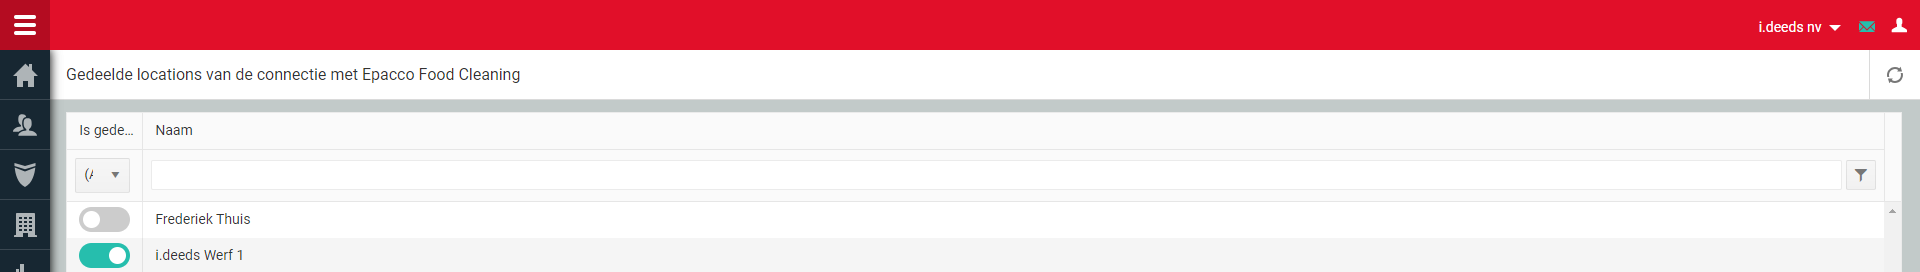 i.deeds nv
Gedeelde locations van de connectie met Epacco Food Cleaning
Is gede... Naam
(A
Frederiek Thuis
i.deeds Werf 1